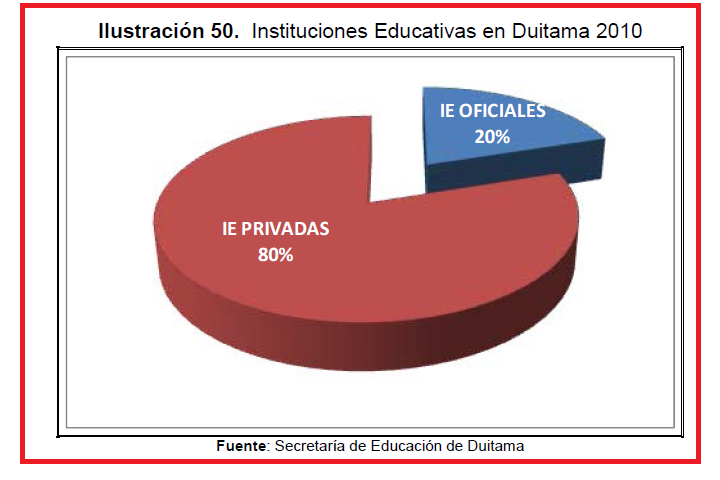 Ilustración 50. Instituciones Educativas en Duitama 2010
IE OFICIALES
20%
IE PRIVADAS
80%
Fuente: Secretaría de Educación de Duitama